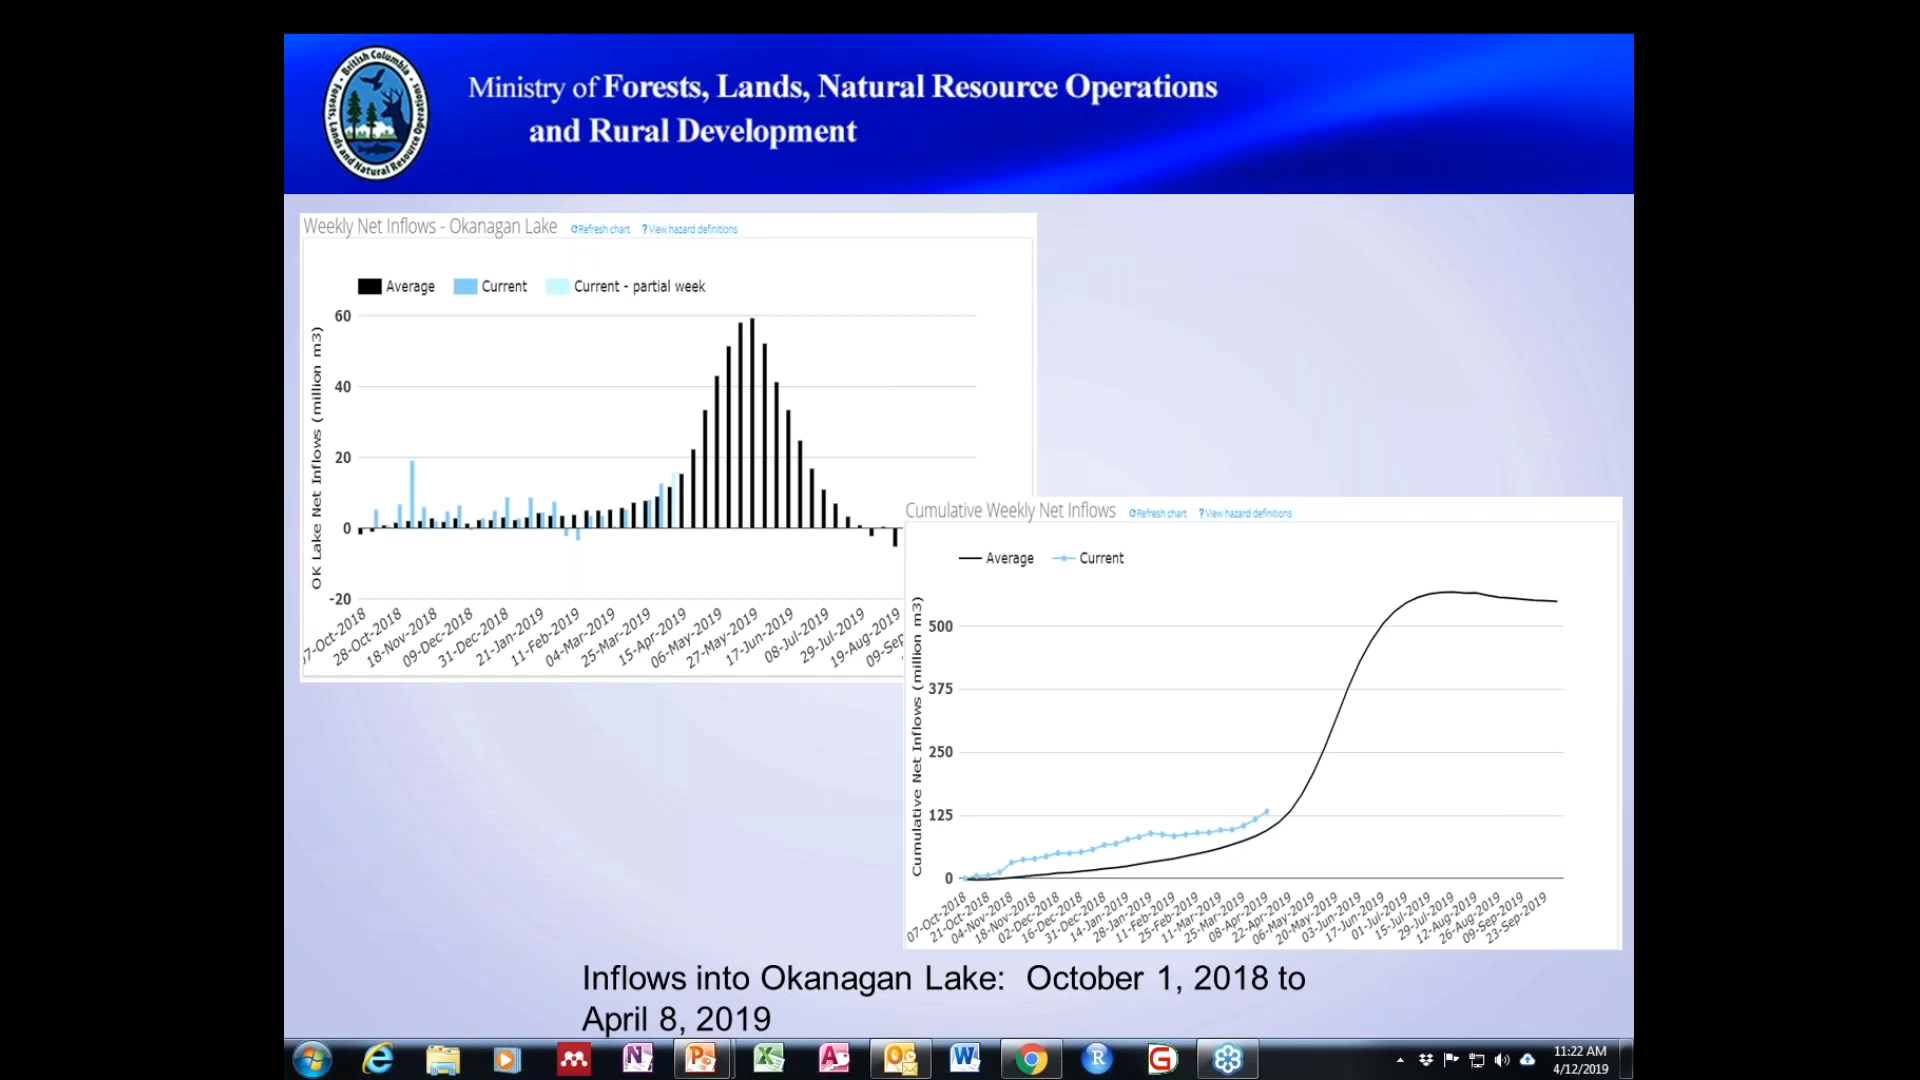 British Columbia
Forests, Lands and Natural Resource Operations
Ministry of Forests, Lands, Natural Resource Operations
and Rural Development
Weekly Net Inflows - Okanagan Lake
Refresh chart
? View hazard definitions
Average
Current
Current - partial week
OK Lake Net Inflows (million m3)
60
40
20
0
-20
28-Oct-2018
18-Nov-2018
09-Dec-2018
31-Dec-2018
21-Jan-2019
11-Feb-2019
04-Mar-2019
25-Mar-2019
15-Apr-2019
06-May-2019
27-May-2019
17-Jun-2019
08-Jul-2019
29-Jul-2019
19-Aug-2019
09-Sep
Cumulative Weekly Net Inflows
Refresh chart
? View hazard definitions
Average
Current
Cumulative Net Inflows (million m3)
500
375
250
125
0
07-Oct-2018
21-Oct-2018
04-Nov-2018
18-Nov-2018
02-Dec-2018
16-Dec-2018
31-Dec-2018
14-Jan-2019
28-Jan-2019
11-Feb-2019
25-Feb-2019
11-Mar-2019
25-Mar-2019
08-Apr-2019
22-Apr-2019
06-May-2019
20-May-2019
03-Jun-2019
17-Jun-2019
01-Jul-2019
15-Jul-2019
29-Jul-2019
12-Aug-2019
26-Aug-2019
09-Sep-2019
23-Sep-2019
Inflows into Okanagan Lake: October 1, 2018 to
April 8, 2019
11:22 AM
4/12/2019